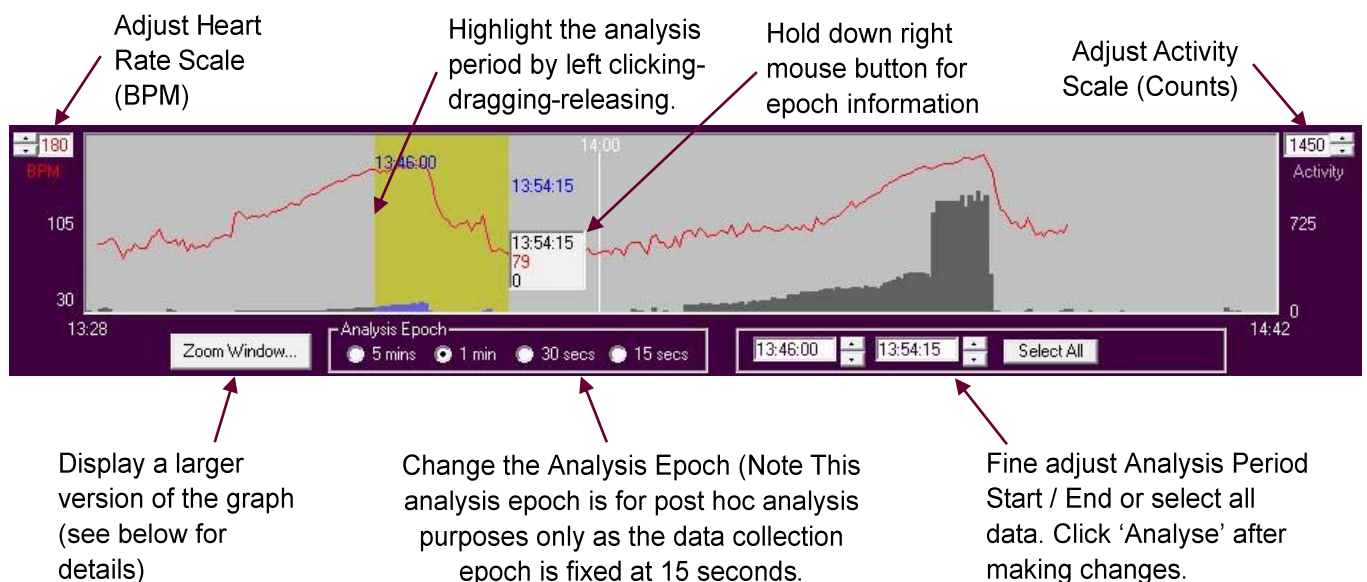 Adjust Heart
Rate Scale
(BPM)
Highlight the analysis
period by left clicking-
dragging-releasing.
Hold down right
mouse button for
epoch information
Adjust Activity
Scale (Counts)
180
BPM
105
30
13:46:00
13:54:15
14:00
13:54:15
79
0
1450
Activity
725
0
13:28
14:42
Zoom Window...
Analysis Epoch
5 mins 1 min 30 secs 15 secs
13:46:00 13:54:15 Select All
Display a larger
version of the graph
(see below for
details)
Change the Analysis Epoch (Note This
analysis epoch is for post hoc analysis
purposes only as the data collection
epoch is fixed at 15 seconds.
Fine adjust Analysis Period
Start / End or select all
data. Click ‘Analyse’ after
making changes.